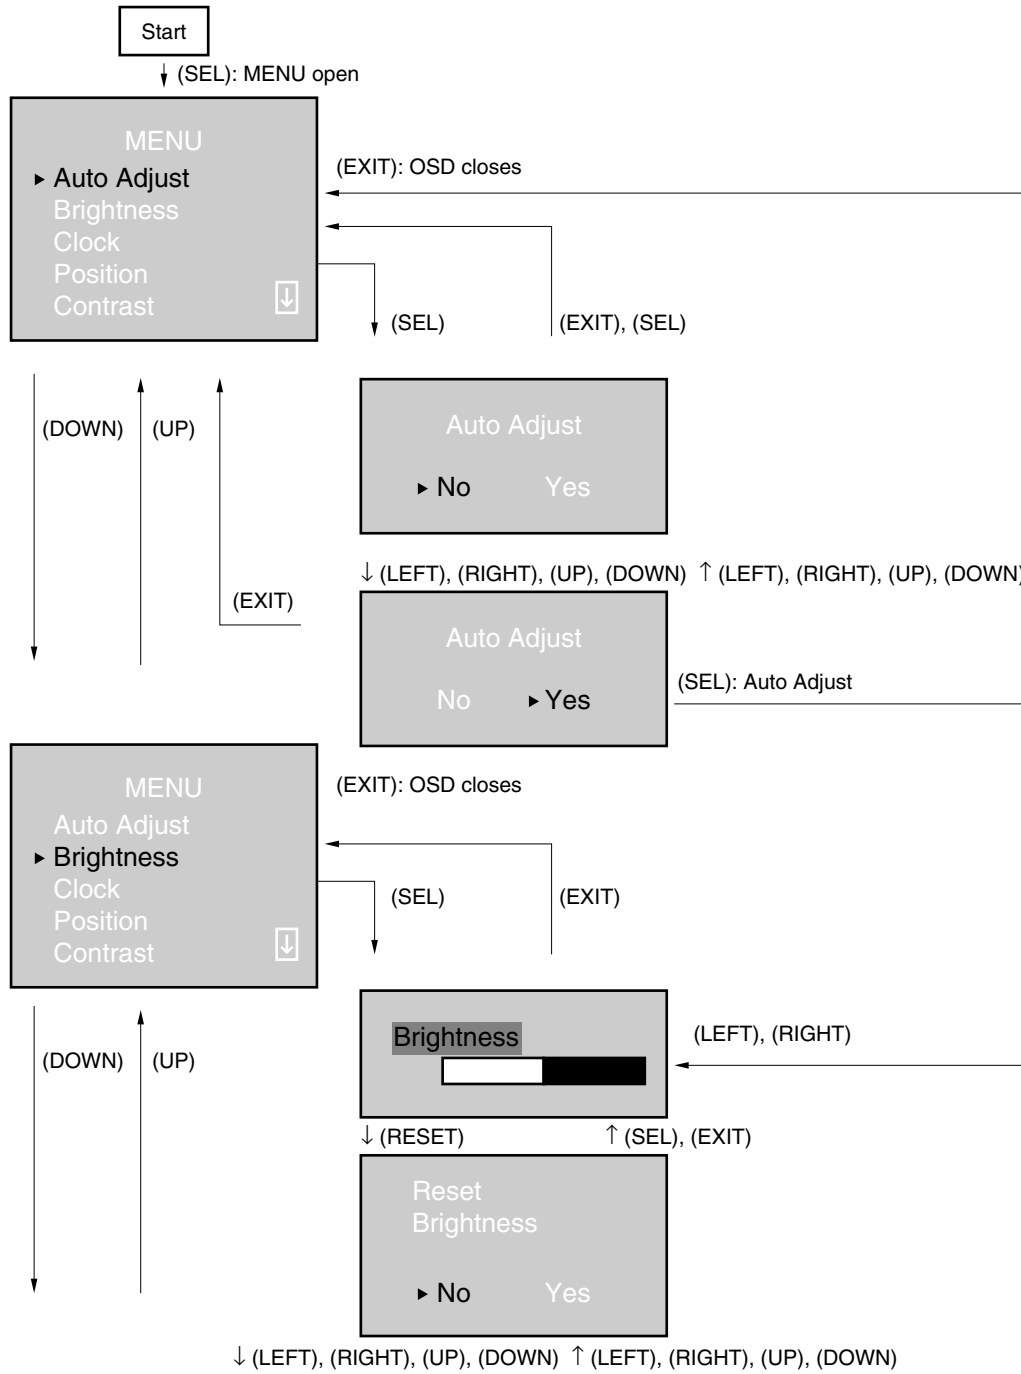 Start
↓ (SEL): MENU open
MENU
▸ Auto Adjust
Brightness
Clock
Position
Contrast
↓
(EXIT): OSD closes
(SEL)
(EXIT), (SEL)
(DOWN)
(UP)
(EXIT)
Auto Adjust
▸ No Yes
↓ (LEFT), (RIGHT), (UP), (DOWN) ↑ (LEFT), (RIGHT), (UP), (DOWN)
Auto Adjust
No ▸ Yes
(SEL): Auto Adjust
MENU
Auto Adjust
▸ Brightness
Clock
Position
Contrast
↓
(EXIT): OSD closes
(SEL)
(EXIT)
(DOWN)
(UP)
Brightness
(LEFT), (RIGHT)
↓ (RESET) ↑ (SEL), (EXIT)
Reset
Brightness
▸ No Yes
↓ (LEFT), (RIGHT), (UP), (DOWN) ↑ (LEFT), (RIGHT), (UP), (DOWN)